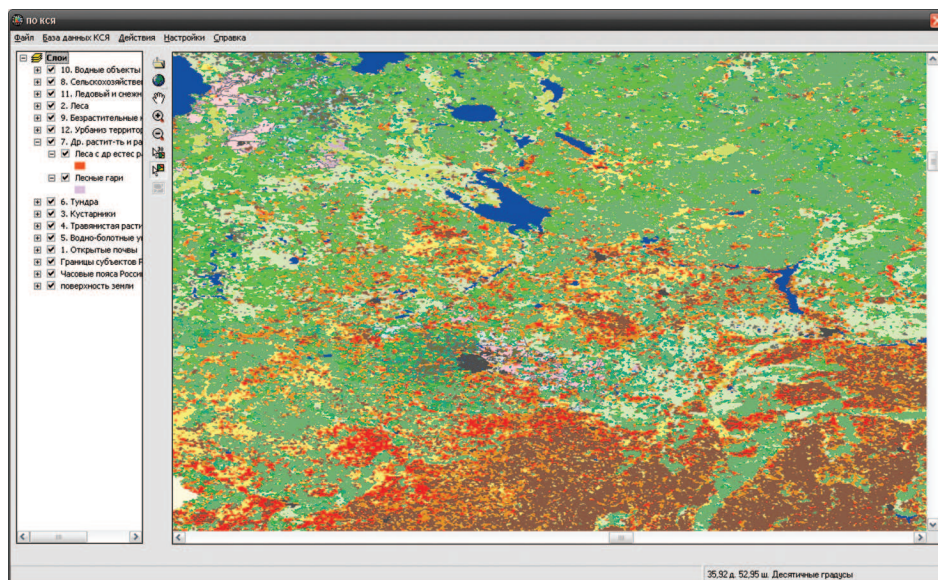 ПО КСЯ
Файл База данных КСЯ Действия Настройки Справка
Слои
10. Водные объекты
8. Сельскохозяйствен
11. Ледовый и снежн
2. Леса
9. Безрастительные
12. Урбаниз территор
7. Др. растит-ть и ра
Леса с др естес ра
Лесные гари
6. Тундра
3. Кустарники
4. Травянистая расти
5. Водно-болотные
1. Открытые почвы
Границы субъектов Р
Часовые пояса Росси
поверхность земли
35,92 д. 52,95 ш. Десятичные градусы